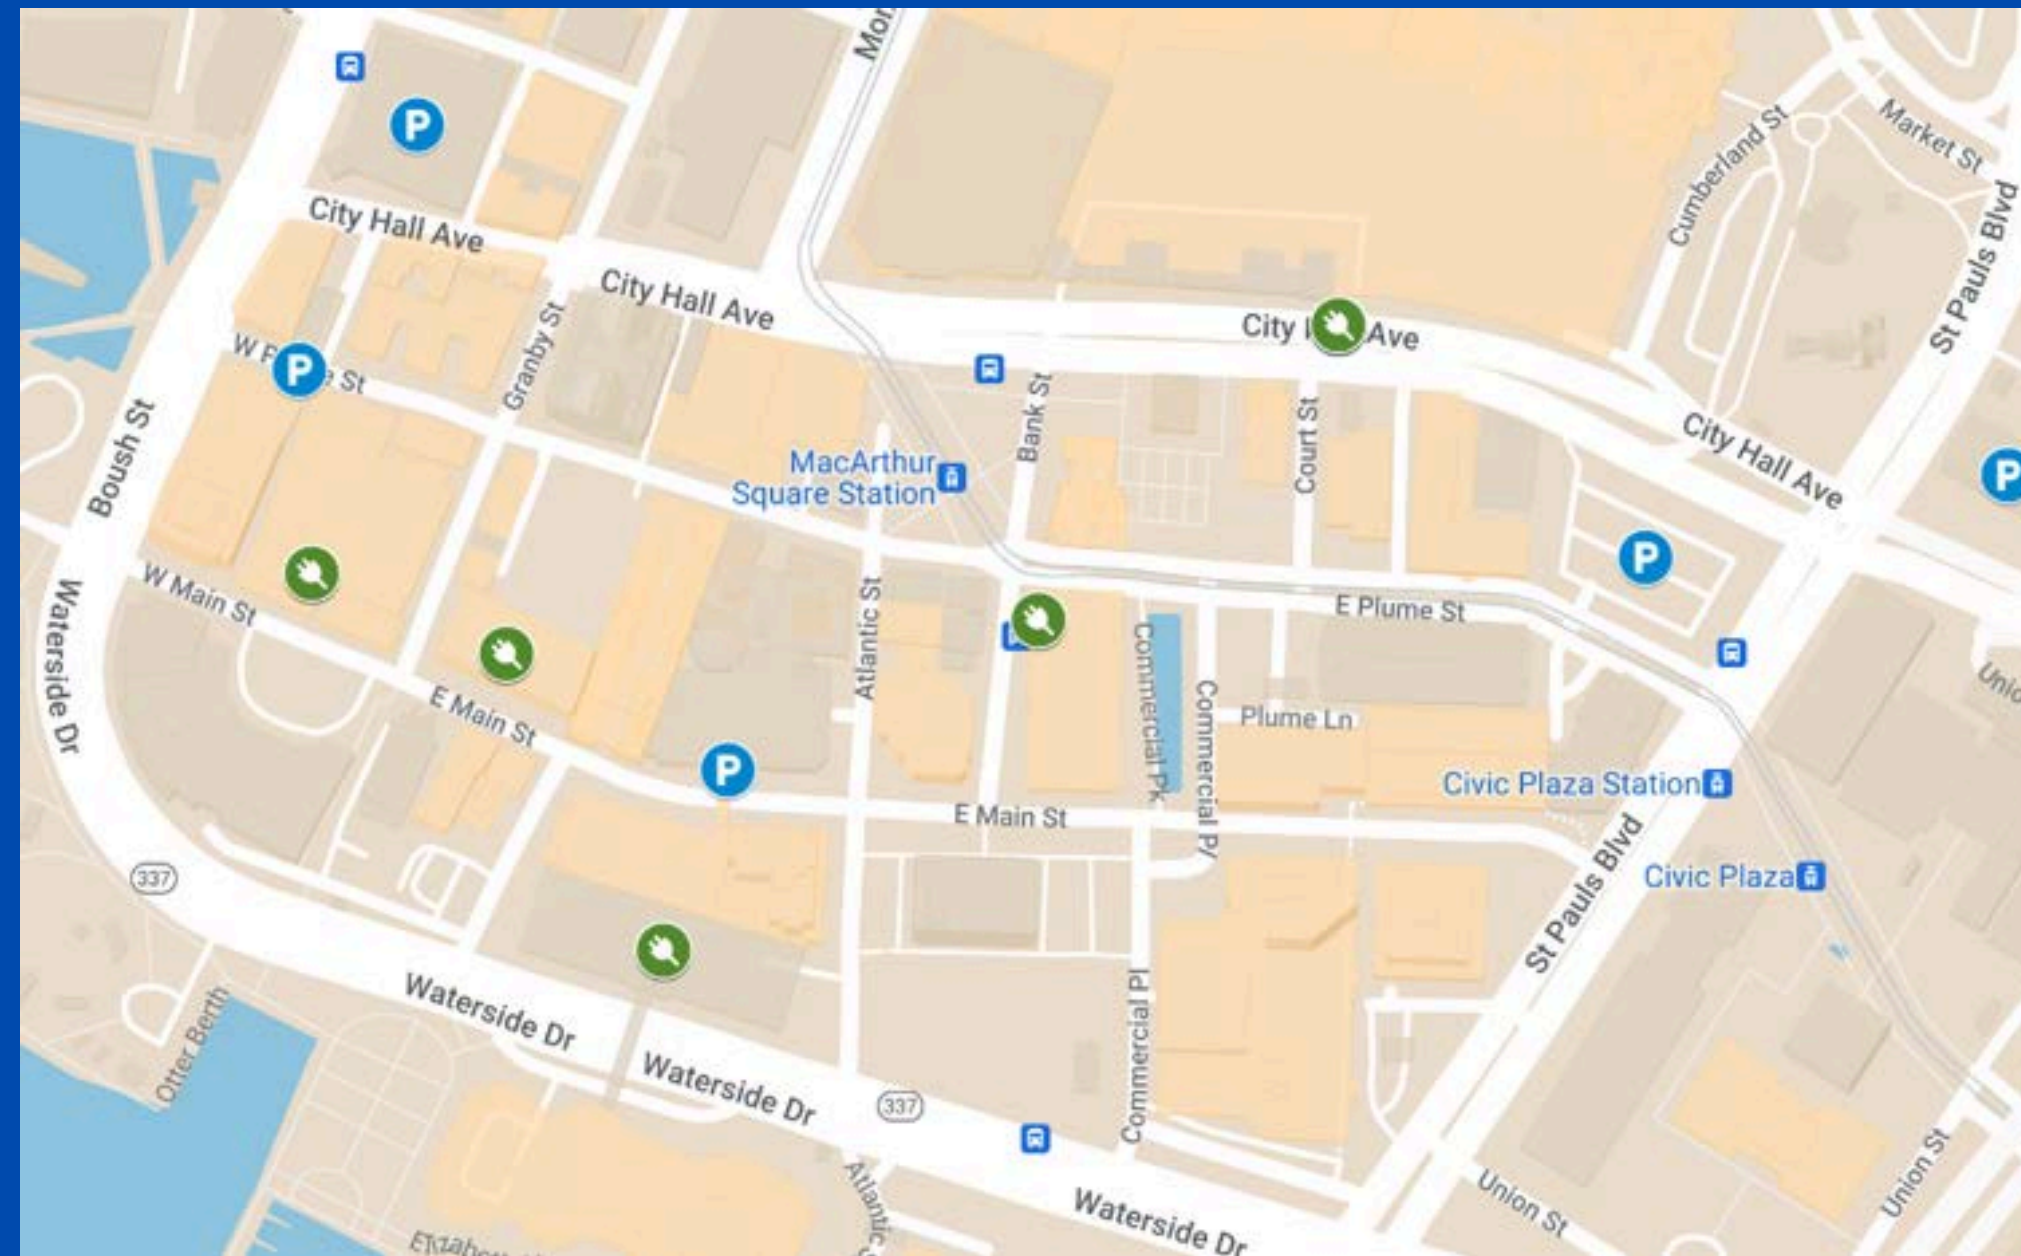 P
City Hall Ave
City Hall Ave
City
Ave
Cumberland St
Market St
St Pauls Blvd
W
St
P
Granby St
Boush St
MacArthur
Square Station
Bank St
Court St
City Hall Ave
P
P
W Main St
Waterside Dr
E Main St
Atlantic St
E Plume St
Commercial
Commercial
Plume Ln
P
E Main St
Civic Plaza Station
Civic Plaza
St Pauls Blvd
337
Otter Berth
Waterside Dr
Waterside Dr
337
Commercial Pl
Waterside Dr
Atlantic
Union St
Union St